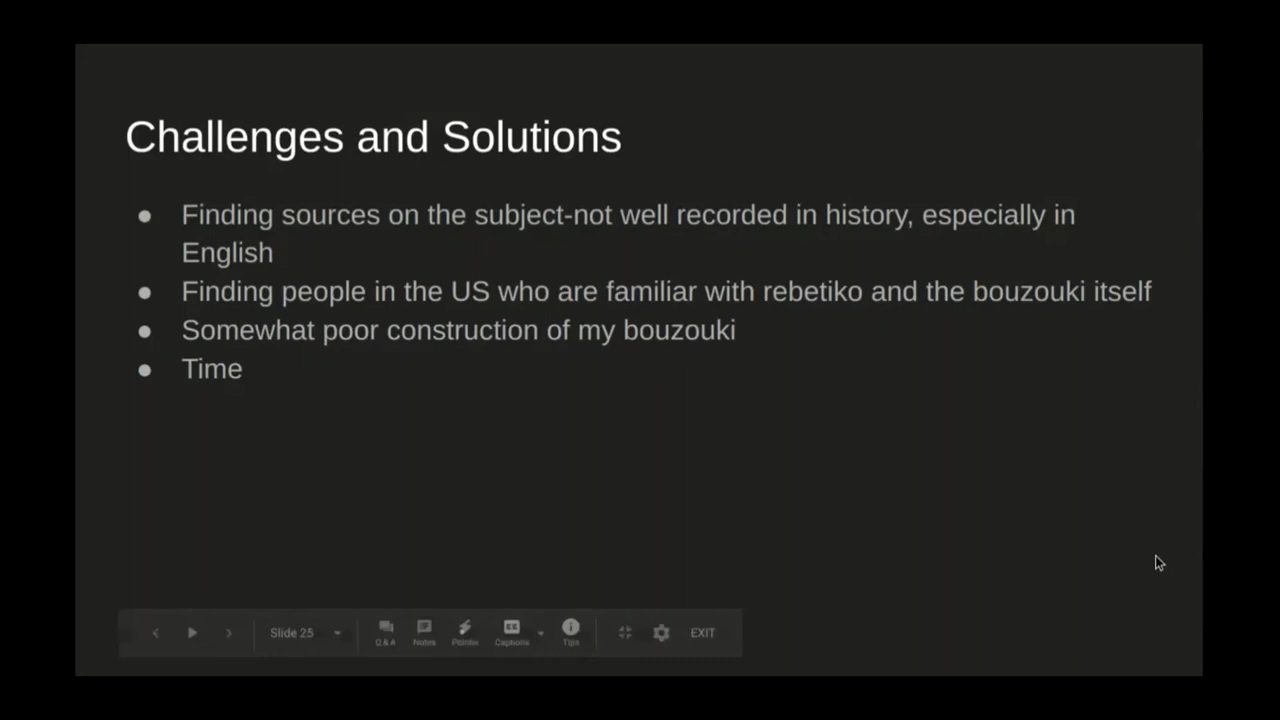 Challenges and Solutions
● Finding sources on the subject-not well recorded in history, especially in
English
● Finding people in the US who are familiar with rebetiko and the bouzouki itself
● Somewhat poor construction of my bouzouki
● Time
Slide 25
Q & A Notes Pointer Captions Tips EXIT